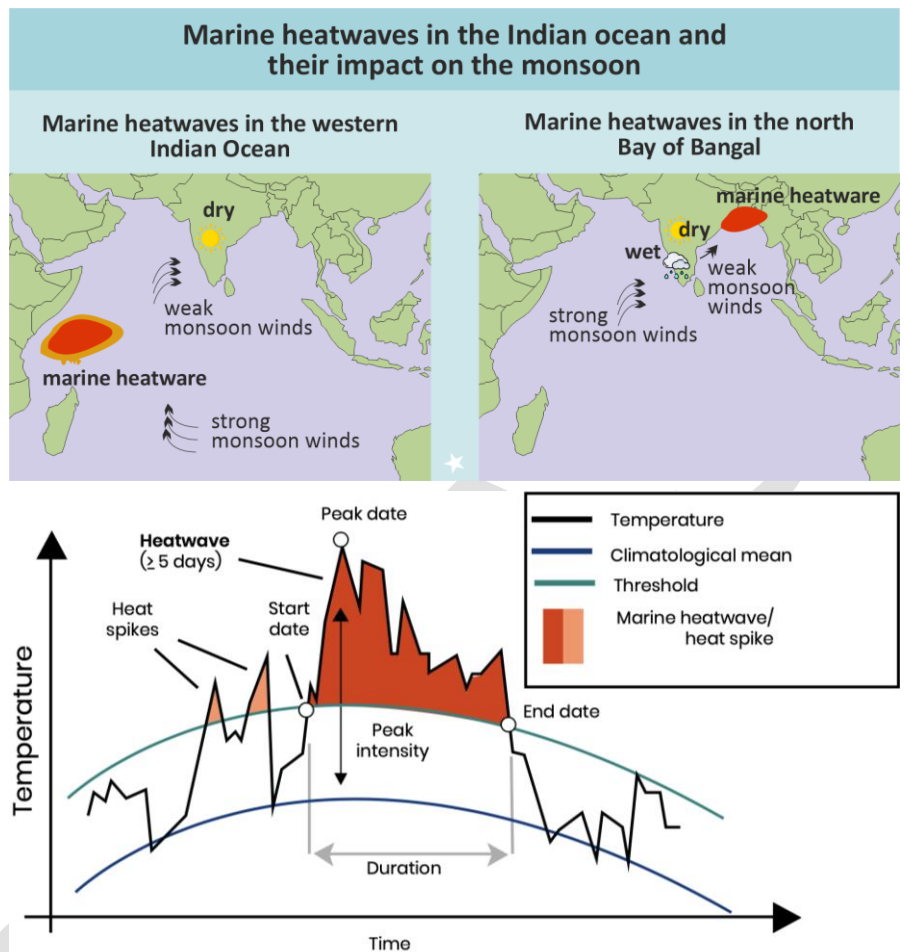 Marine heatwaves in the Indian ocean and
their impact on the monsoon
Marine heatwaves in the western
Indian Ocean
dry
weak
monsoon winds
marine heatware
strong
monsoon winds
Marine heatwaves in the north
Bay of Bangal
marine heatware
dry
wet
weak
monsoon
winds
strong
monsoon winds
Peak date
Heatwave
(≥ 5 days)
Heat
spikes
Start
date
Peak
intensity
End date
Duration
Temperature
Time
Temperature
Climatological mean
Threshold
Marine heatwave/
heat spike